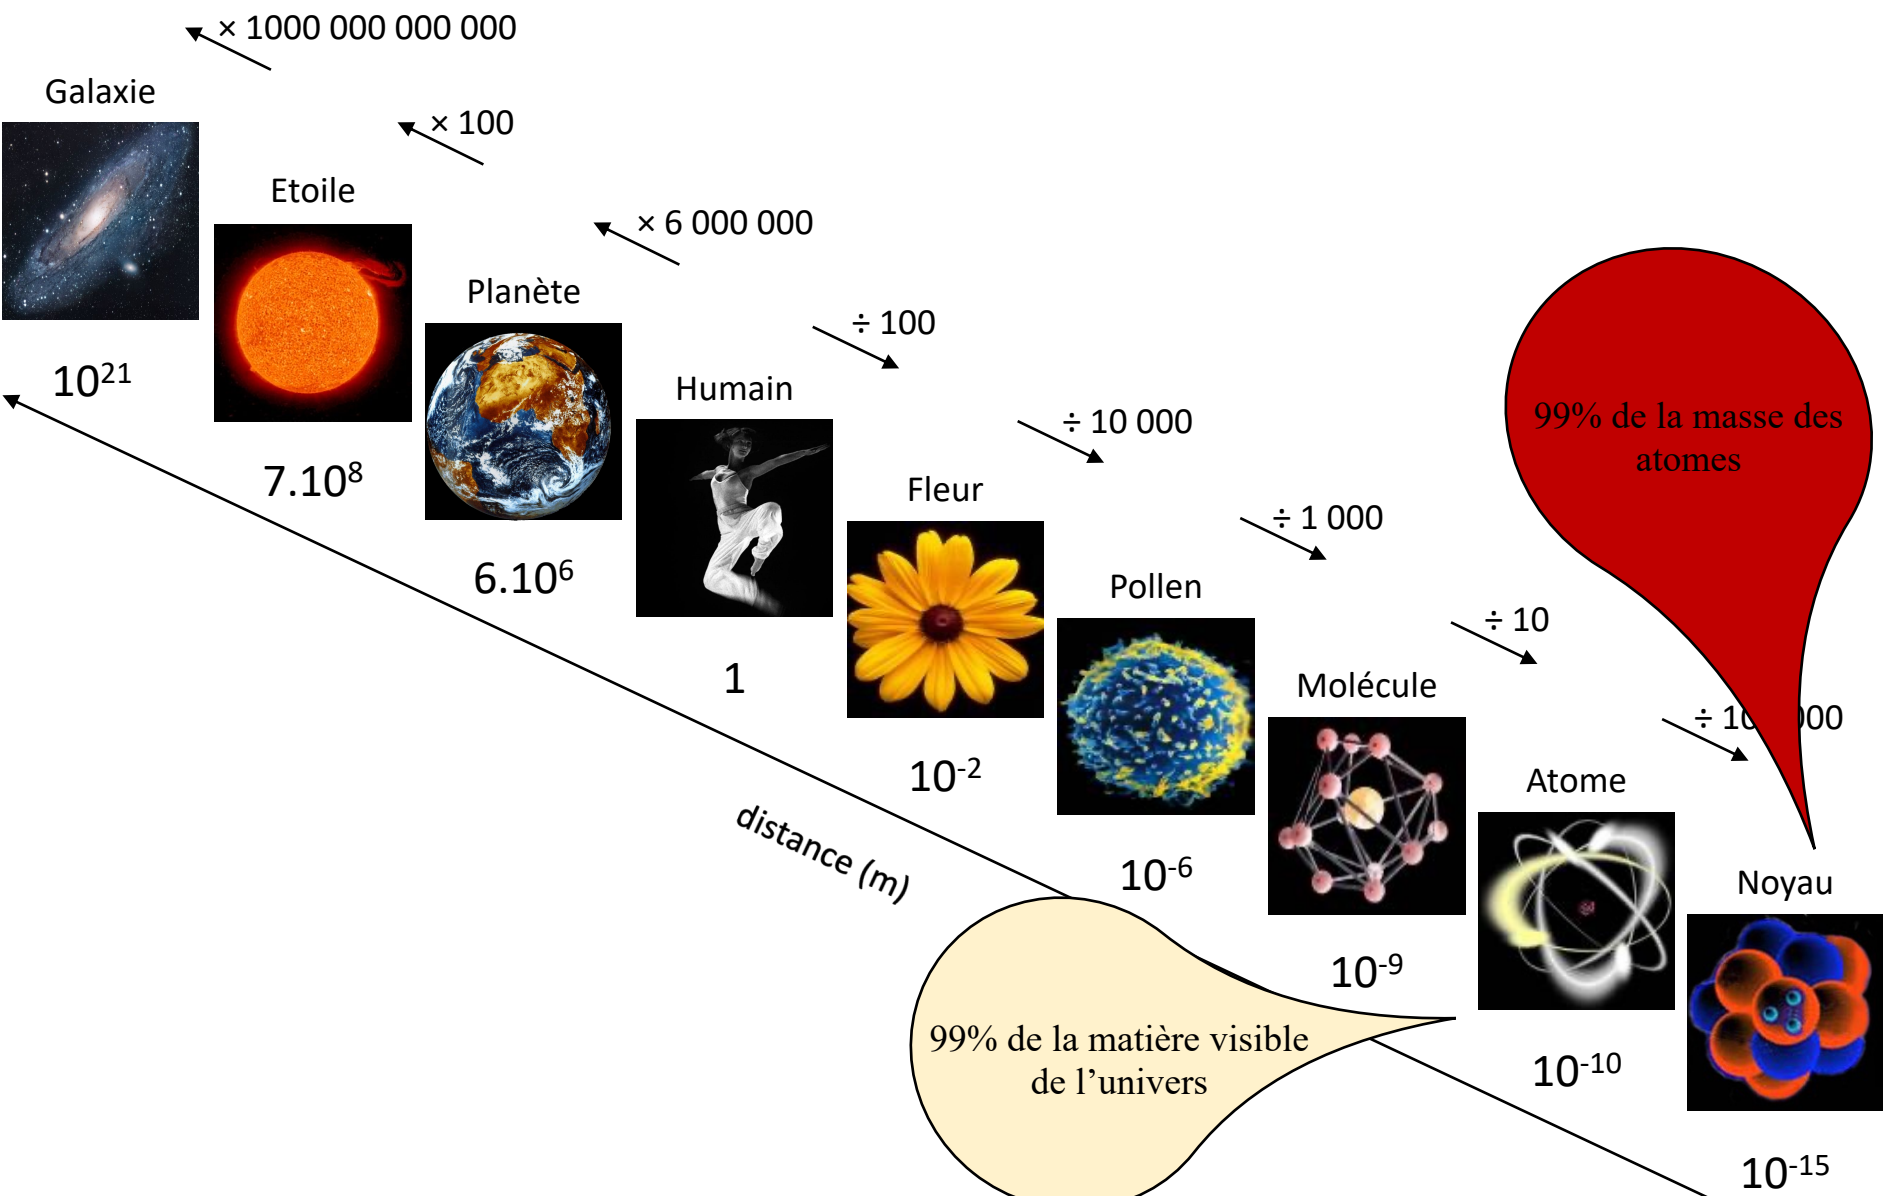 × 1000 000 000 000
Galaxie
× 100
Etoile
× 6 000 000
Planète
÷ 100
10²¹
Humain
÷ 10 000
99% de la masse des
atomes
7.10⁸
Fleur
÷ 1 000
6.10⁶
Pollen
÷ 10
1
Molécule
÷ 10 000
10⁻²
Atome
distance (m)
10⁻⁶
Noyau
10⁻⁹
99% de la matière visible
de l’univers
10⁻¹⁰
10⁻¹⁵